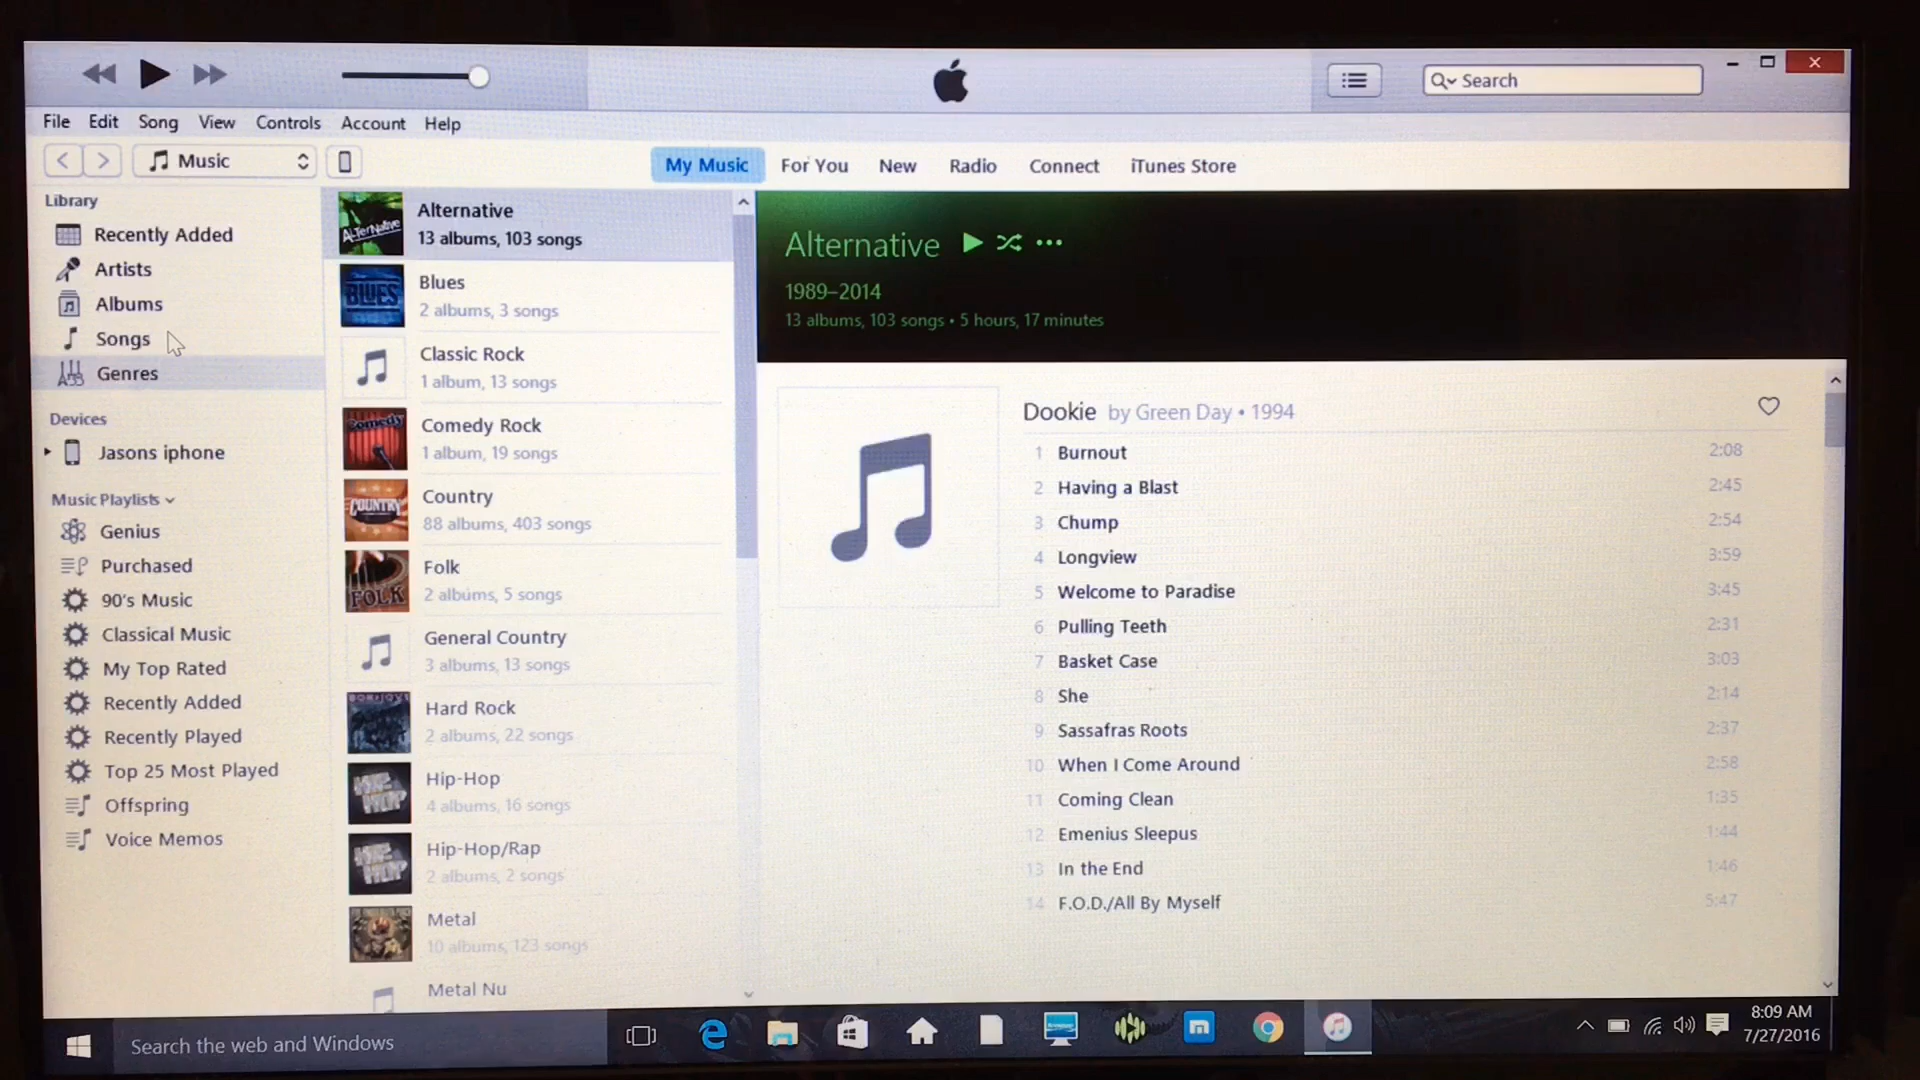 Search
File Edit Song View Controls Account Help
Music
My Music For You New Radio Connect iTunes Store
Library
Recently Added
Artists
Albums
Songs
Genres
Devices
Jasons iphone
Music Playlists
Genius
Purchased
90's Music
Classical Music
My Top Rated
Recently Added
Recently Played
Top 25 Most Played
Offspring
Voice Memos
ALTerNATiVe
Alternative
13 albums, 103 songs
BLUES
Blues
2 albums, 3 songs
Classic Rock
1 album, 13 songs
Comedy
Comedy Rock
1 album, 19 songs
COUNTRY
Country
88 albums, 403 songs
FOLK
Folk
2 albums, 5 songs
General Country
3 albums, 13 songs
BON JOVI
Hard Rock
2 albums, 22 songs
HIP-HOP
Hip-Hop
4 albums, 16 songs
HIP-HOP
Hip-Hop/Rap
2 albums, 2 songs
Metal
10 albums, 123 songs
Metal Nu
Alternative
1989–2014
13 albums, 103 songs • 5 hours, 17 minutes
Dookie by Green Day • 1994
1 Burnout 2:08
2 Having a Blast 2:45
3 Chump 2:54
4 Longview 3:59
5 Welcome to Paradise 3:45
6 Pulling Teeth 2:31
7 Basket Case 3:03
8 She 2:14
9 Sassafras Roots 2:37
10 When I Come Around 2:58
11 Coming Clean 1:35
12 Emenius Sleepus 1:44
13 In the End 1:46
14 F.O.D./All By Myself 5:47
Search the web and Windows
8:09 AM
7/27/2016